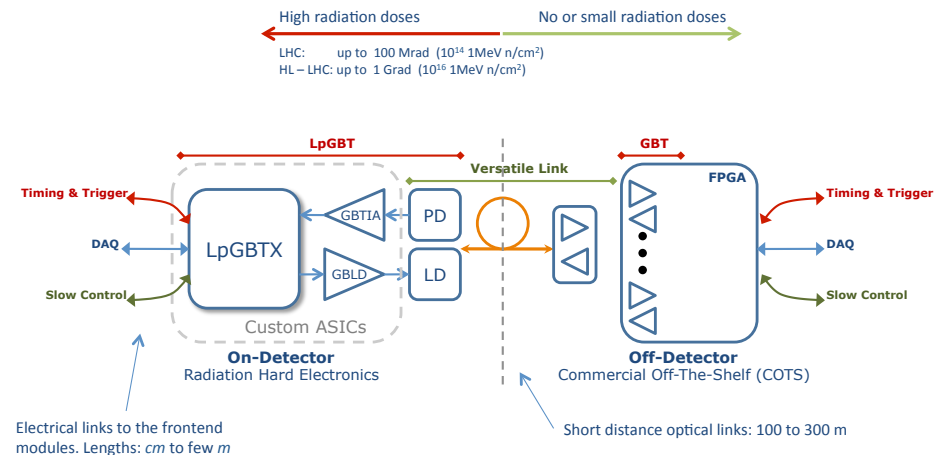 High radiation doses
No or small radiation doses
LHC: up to 100 Mrad (10¹⁴ 1MeV n/cm²)
HL – LHC: up to 1 Grad (10¹⁶ 1MeV n/cm²)
LpGBT
GBT
Versatile Link
FPGA
Timing & Trigger
GBTIA
PD
Timing & Trigger
DAQ
LpGBTX
DAQ
GBLD
LD
Slow Control
Slow Control
Custom ASICs
On-Detector
Radiation Hard Electronics
Off-Detector
Commercial Off-The-Shelf (COTS)
Electrical links to the frontend
modules. Lengths: cm to few m
Short distance optical links: 100 to 300 m